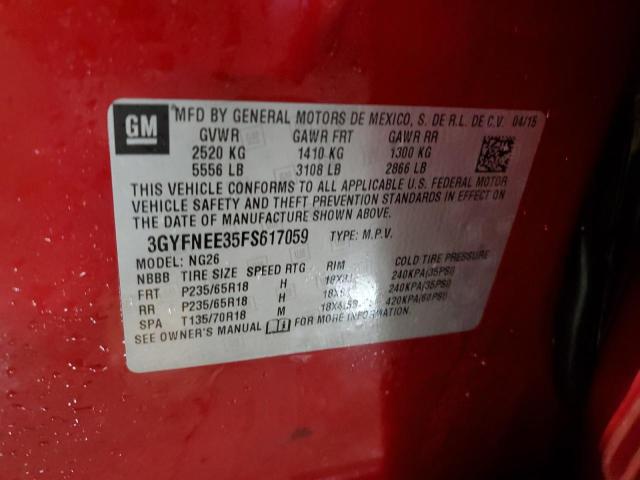 GM
MFD BY GENERAL MOTORS DE MEXICO, S. DE R.L. DE C.V. 04/15
GVWR GAWR FRT GAWR RR
2520 KG 1410 KG 1300 KG
5556 LB 3108 LB 2866 LB
THIS VEHICLE CONFORMS TO ALL APPLICABLE U.S. FEDERAL MOTOR
VEHICLE SAFETY AND THEFT PREVENTION STANDARDS IN EFFECT ON
THE DATE OF MANUFACTURE SHOWN ABOVE.
3GYFNEE35FS617059 TYPE: M.P.V.
MODEL: NG26
NBBB TIRE SIZE SPEED RTG RIM COLD TIRE PRESSURE
FRT P235/65R18 H 240KPA(35PSI)
RR P235/65R18 H 240KPA(35PSI)
SPA T135/70R18 M 420KPA(60PSI)
SEE OWNER'S MANUAL FOR MORE INFORMATION.